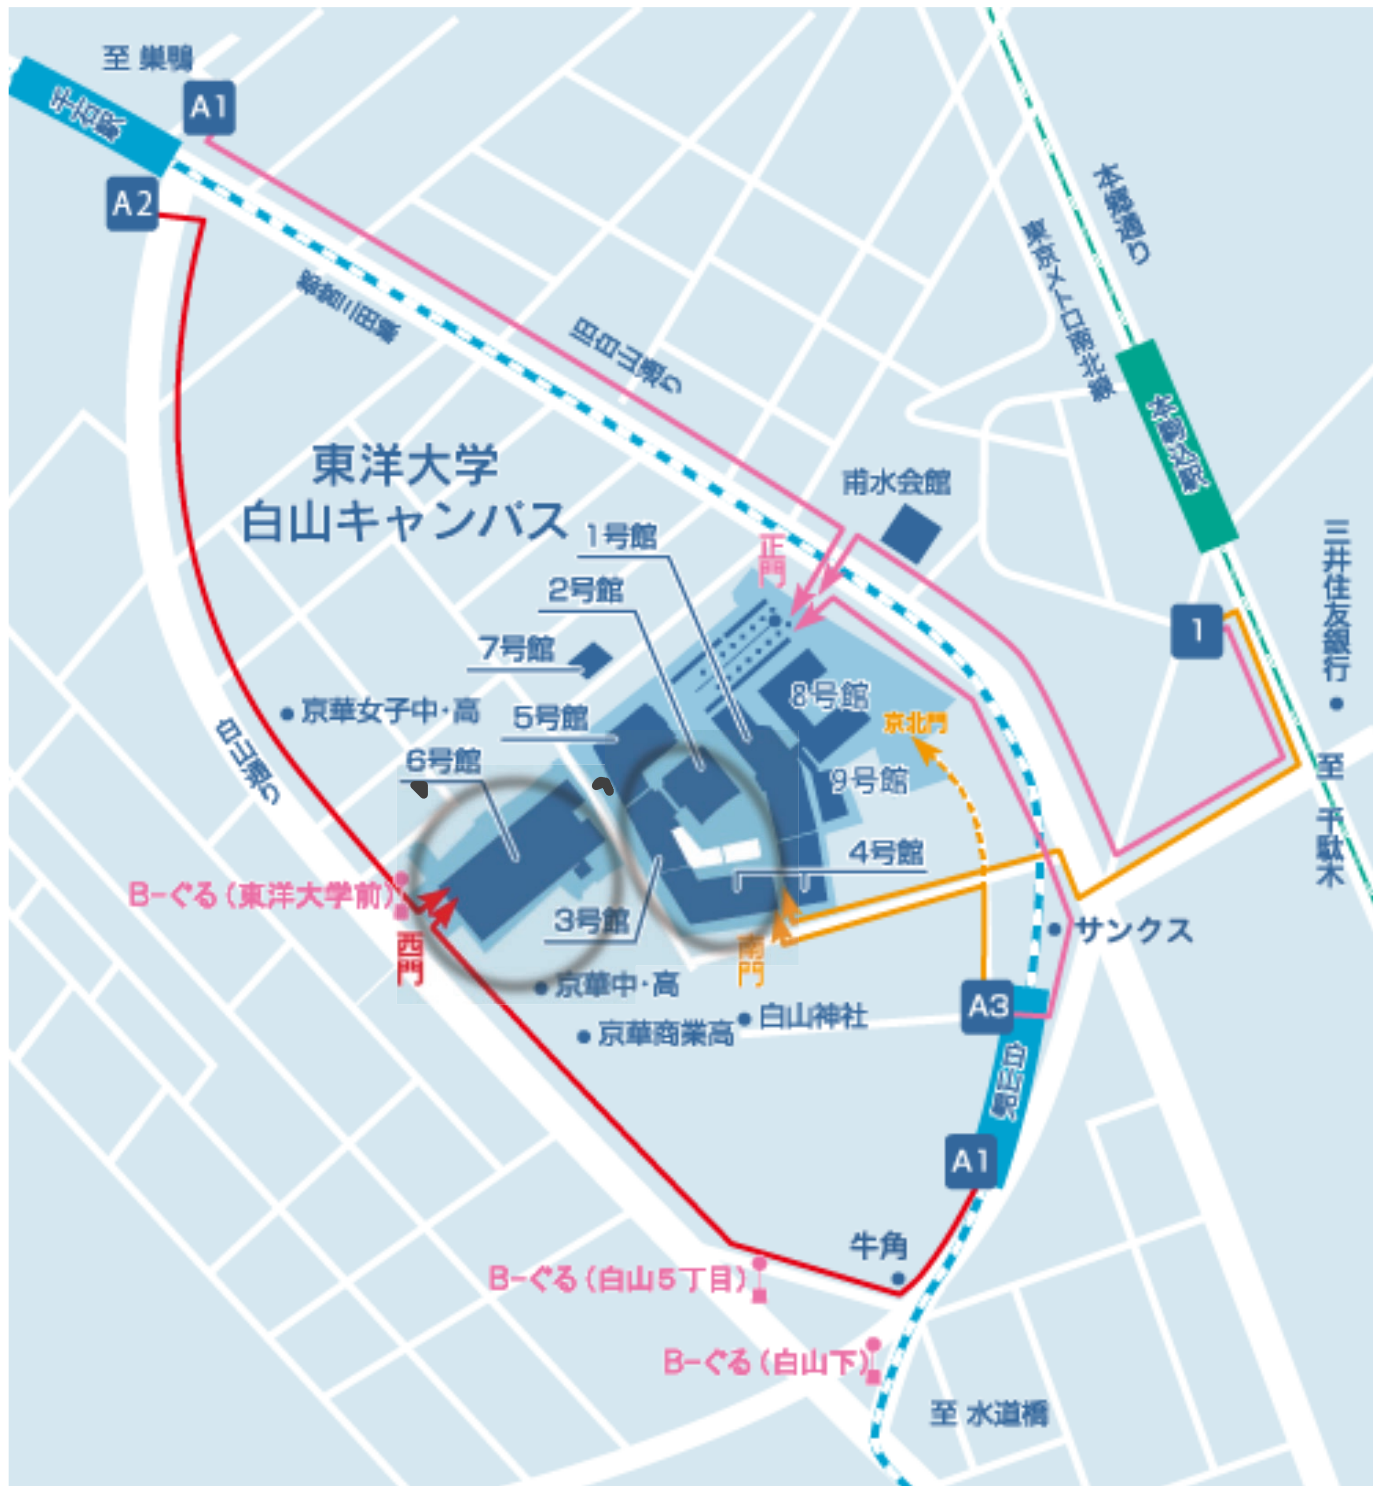 至 巣鴨
A1
千石駅
A2
本郷通り
東京メトロ南北線
都営三田線
旧白山通り
本駒込駅
東洋大学
白山キャンパス
甫水会館
1号館
正門
三井住友銀行
2号館
1
7号館
8号館
京華女子中・高
5号館
京北門
6号館
白山通り
9号館
至 千駄木
4号館
B-ぐる(東洋大学前)
3号館
西門
南門
サンクス
京華中・高
A3
白山神社
京華商業高
白山駅
A1
牛角
B-ぐる(白山5丁目)
B-ぐる(白山下)
至 水道橋